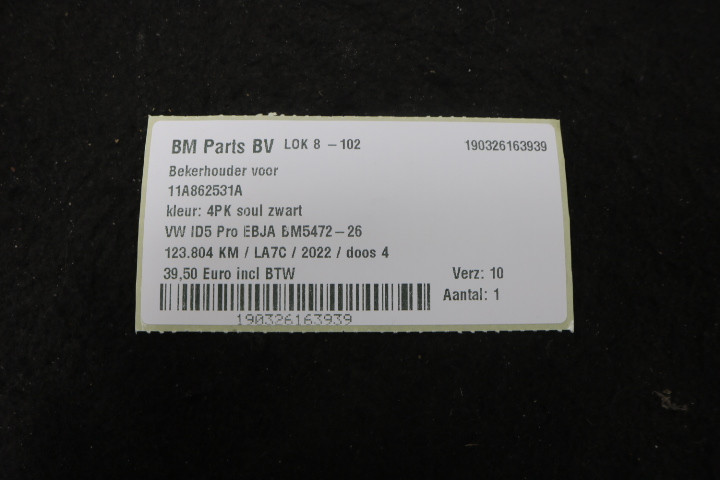 BM Parts BV LOK 8 - 102 190326163939
Bekerhouder voor
11A862531A
kleur: 4PK soul zwart
VW ID5 Pro EBJA BM5472-26
123.804 KM / LA7C / 2022 / doos 4
39,50 Euro incl BTW Verz: 10
Aantal: 1
190326163939